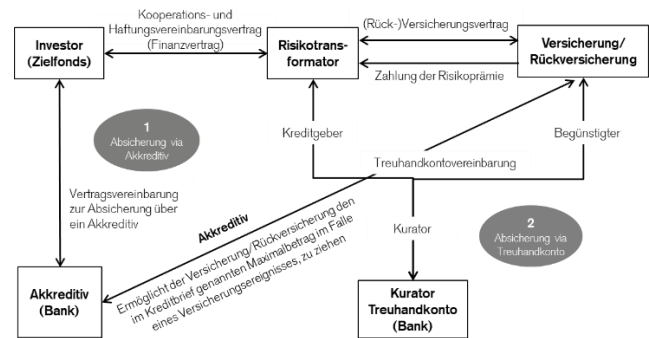 Kooperations- und
Haftungsvereinbarungsvertrag
(Finanzvertrag)
(Rück-)Versicherungsvertrag
Investor
(Zielfonds)
Risikotrans-
formator
Versicherung/
Rückversicherung
Zahlung der Risikoprämie
1
Absicherung via
Akkreditiv
Kreditgeber
Begünstigter
Treuhandkontovereinbarung
Vertragsvereinbarung
zur Absicherung über
ein Akkreditiv
Akkreditiv
Ermöglicht der Versicherung/Rückversicherung den
im Kreditbrief genannten Maximalbetrag im Falle
eines Versicherungsereignisses, zu ziehen
Kurator
2
Absicherung via
Treuhandkonto
Akkreditiv
(Bank)
Kurator
Treuhandkonto
(Bank)